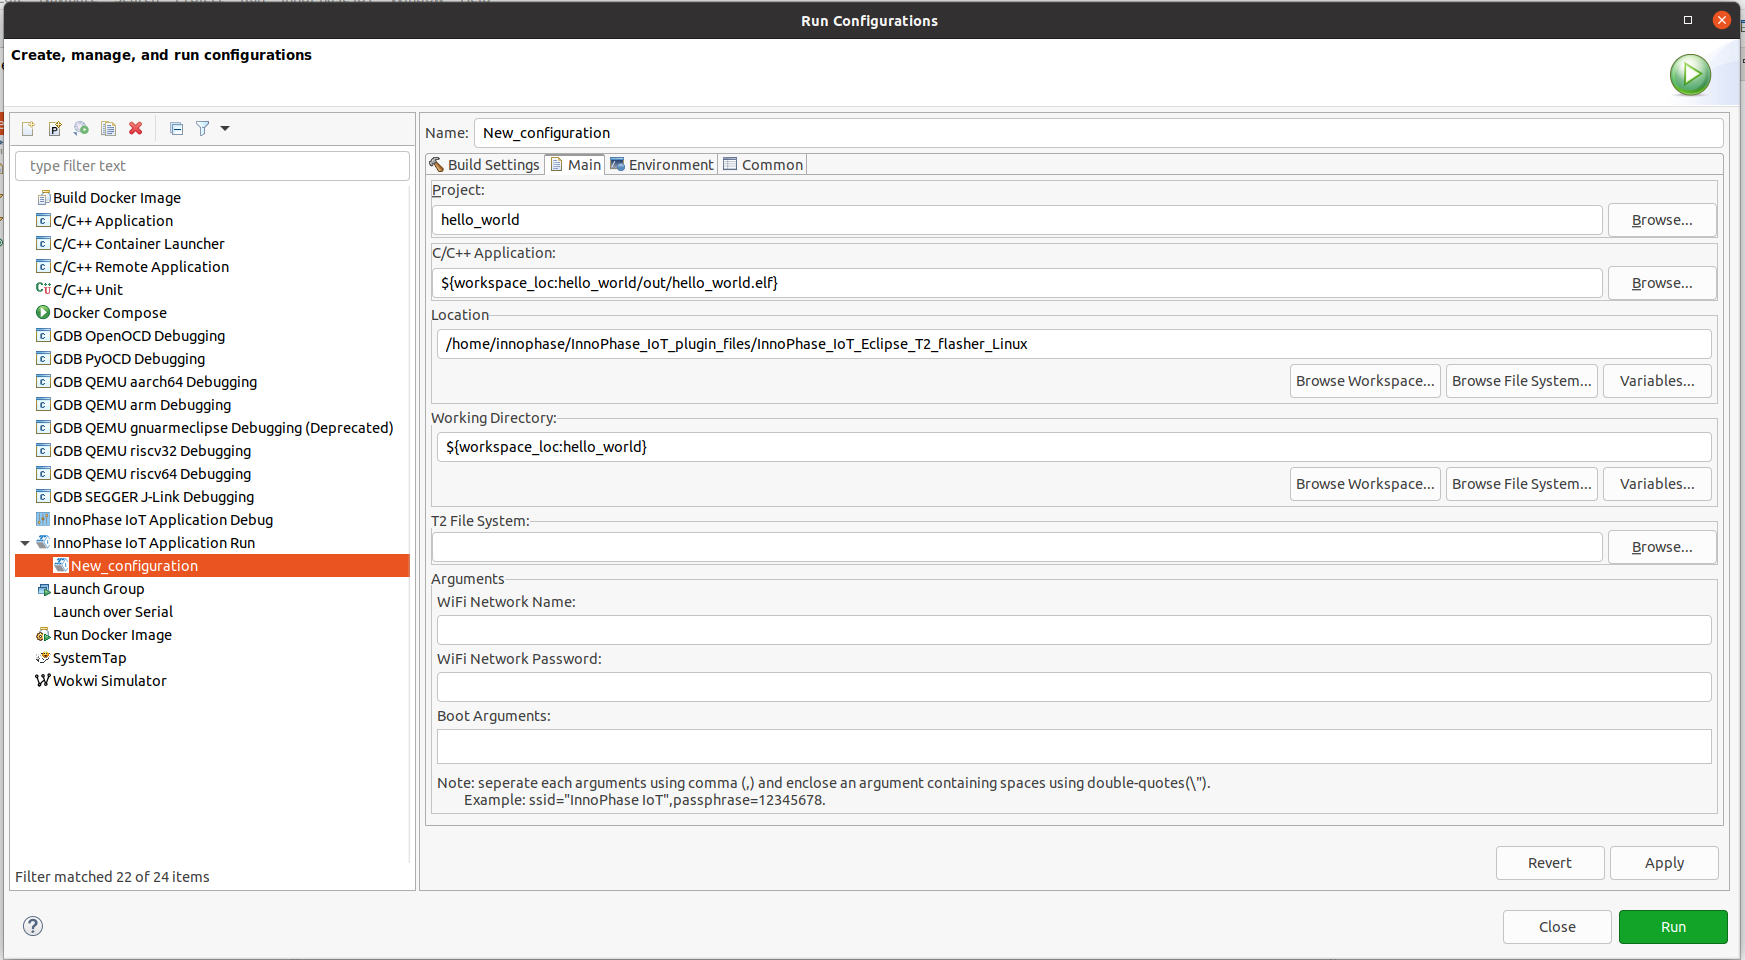 Run Configurations
Create, manage, and run configurations
type filter text
Build Docker Image
C/C++ Application
C/C++ Container Launcher
C/C++ Remote Application
C/C++ Unit
Docker Compose
GDB OpenOCD Debugging
GDB PyOCD Debugging
GDB QEMU aarch64 Debugging
GDB QEMU arm Debugging
GDB QEMU gnuarmeclipse Debugging (Deprecated)
GDB QEMU riscv32 Debugging
GDB QEMU riscv64 Debugging
GDB SEGGER J-Link Debugging
InnoPhase IoT Application Debug
InnoPhase IoT Application Run
New_configuration
Launch Group
Launch over Serial
Run Docker Image
SystemTap
Wokwi Simulator
Filter matched 22 of 24 items
Name: New_configuration
Build Settings Main Environment Common
Project:
hello_world Browse...
C/C++ Application:
${workspace_loc:hello_world/out/hello_world.elf} Browse...
Location
/home/innophase/InnoPhase_IoT_plugin_files/InnoPhase_IoT_Eclipse_T2_flasher_Linux
Browse Workspace... Browse File System... Variables...
Working Directory:
${workspace_loc:hello_world}
Browse Workspace... Browse File System... Variables...
T2 File System:
Browse...
Arguments
WiFi Network Name:
WiFi Network Password:
Boot Arguments:
Note: seperate each arguments using comma (,) and enclose an argument containing spaces using double-quotes(\").
Example: ssid="InnoPhase IoT",passphrase=12345678.
Revert Apply
Close Run